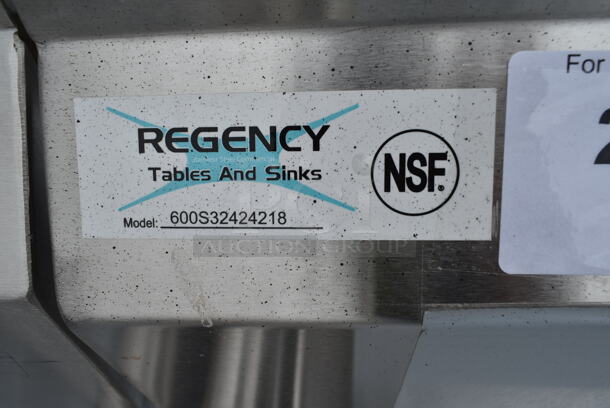 REGENCY
Tables And Sinks
Model: 600S32424218
NSF®
For
AUCTION GROUP